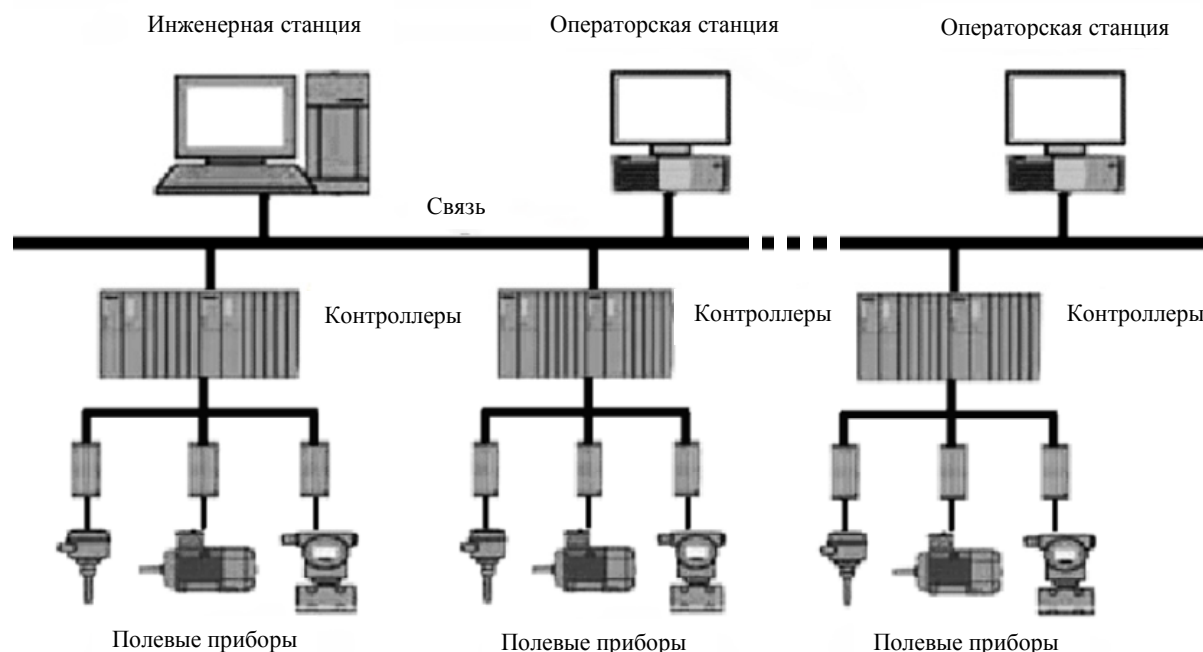 Инженерная станция
Операторская станция
Операторская станция
Связь
Контроллеры
Контроллеры
Контроллеры
Полевые приборы
Полевые приборы
Полевые приборы